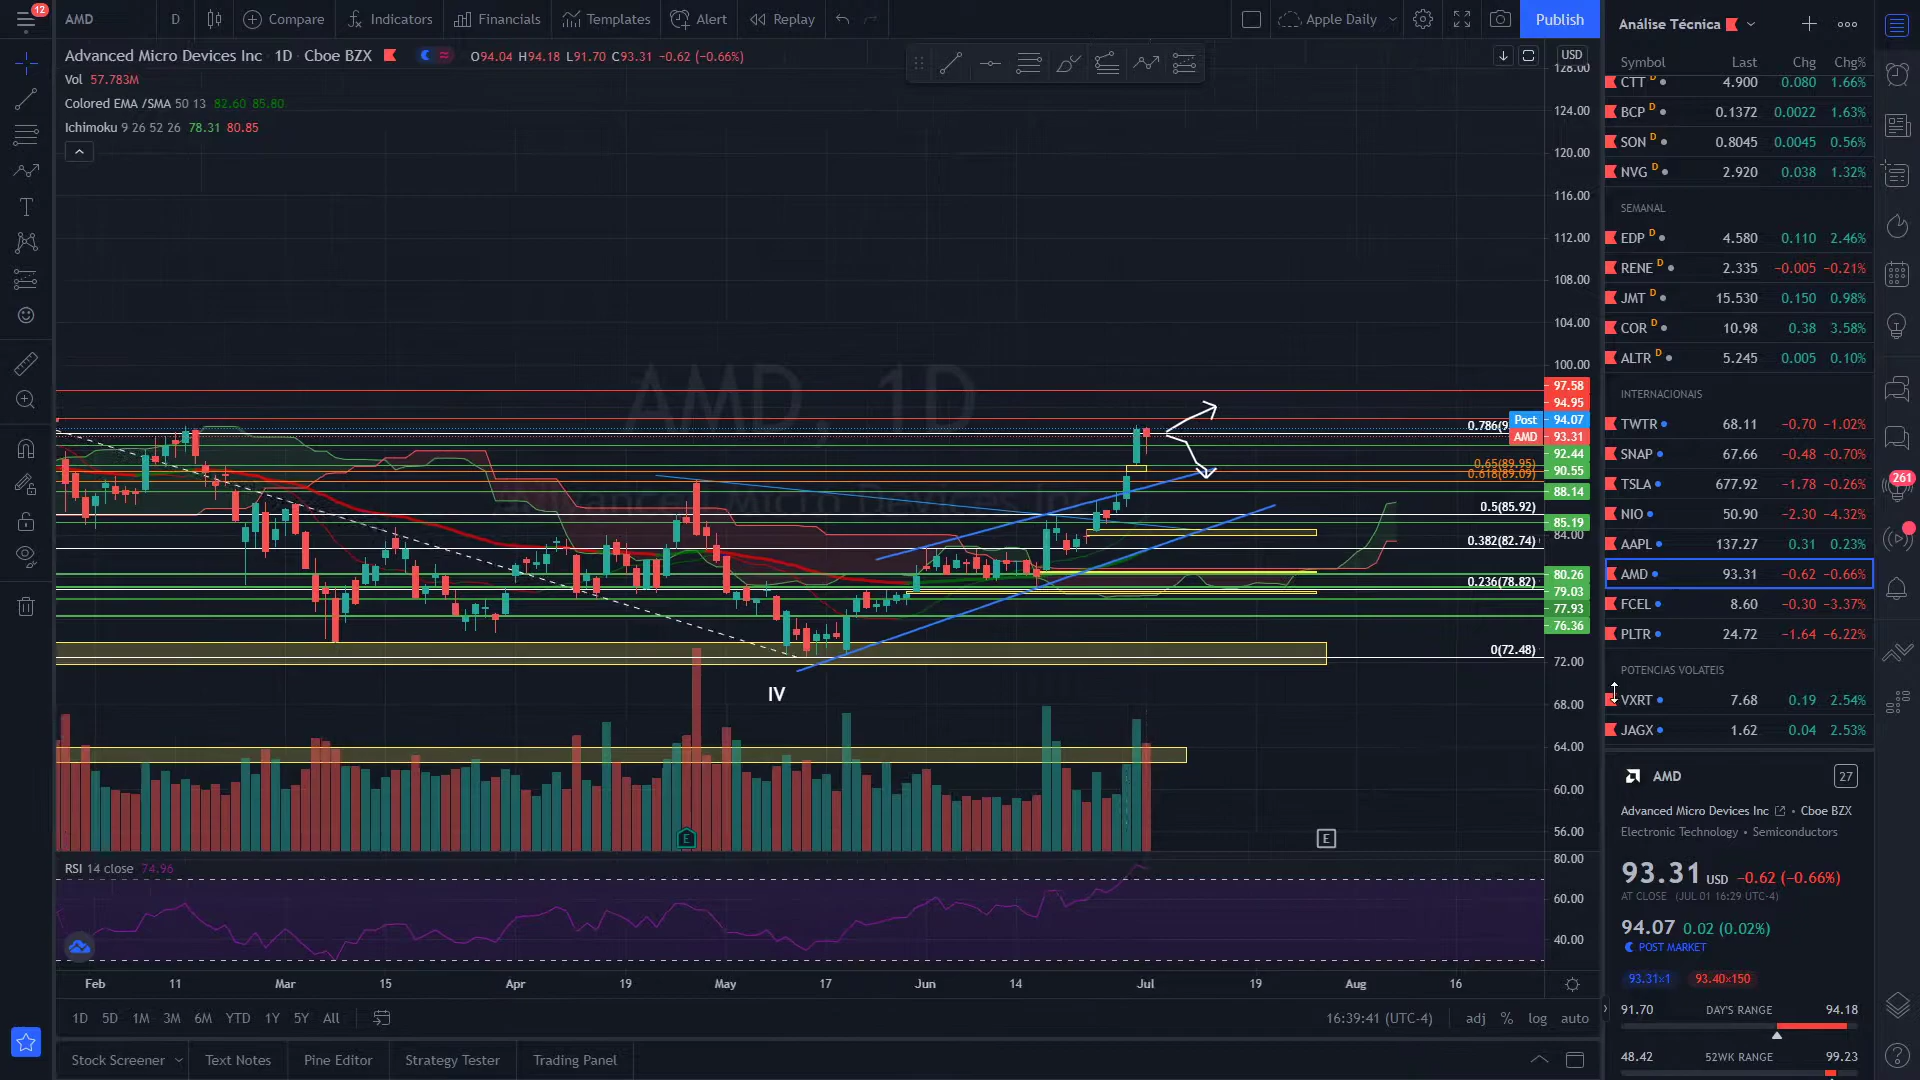 12
AMD
D
Compare
Indicators
Financials
Templates
Alert
Replay
Apple Daily
Publish
Advanced Micro Devices Inc · 1D · Cboe BZX
O94.04 H94.18 L91.70 C93.31 −0.62 (−0.66%)
Vol 57.783M
Colored EMA /SMA 50 13 82.60 85.80
Ichimoku 9 26 52 26 78.31 80.85
AMD, 1D
Advanced Micro Devices Inc
USD
128.00
124.00
120.00
116.00
112.00
108.00
104.00
100.00
97.58
94.95
Post 94.07
AMD 93.31
92.44
90.55
88.14
85.19
84.00
80.26
79.03
77.93
76.36
72.00
68.00
64.00
60.00
56.00
0.65(89.95)
0.618(89.09)
0.5(85.92)
0.382(82.74)
0.236(78.82)
0(72.48)
IV
E
E
RSI 14 close 74.96
80.00
60.00
40.00
Feb 11 Mar 15 Apr 19 May 17 Jun 14 Jul 19 Aug 16
1D 5D 1M 3M 6M YTD 1Y 5Y All
16:39:41 (UTC-4) adj % log auto
Stock Screener
Text Notes
Pine Editor
Strategy Tester
Trading Panel
Análise Técnica
Symbol Last Chg Chg%
CTT D 4.900 0.080 1.66%
BCP D 0.1372 0.0022 1.63%
SON D 0.8045 0.0045 0.56%
NVG D 2.920 0.038 1.32%
SEMANAL
EDP D 4.580 0.110 2.46%
RENE D 2.335 −0.005 −0.21%
JMT D 15.530 0.150 0.98%
COR D 10.98 0.38 3.58%
ALTR D 5.245 0.005 0.10%
INTERNACIONAIS
TWTR 68.11 −0.70 −1.02%
SNAP 67.66 −0.48 −0.70%
TSLA 677.92 −1.78 −0.26%
NIO 50.90 −2.30 −4.32%
AAPL 137.27 0.31 0.23%
AMD 93.31 −0.62 −0.66%
FCEL 8.60 −0.30 −3.37%
PLTR 24.72 −1.64 −6.22%
POTENCIAS VOLATEIS
VXRT 7.68 0.19 2.54%
JAGX 1.62 0.04 2.53%
AMD 27
Advanced Micro Devices Inc • Cboe BZX
Electronic Technology • Semiconductors
93.31 USD −0.62 (−0.66%)
AT CLOSE (JUL 01 16:29 UTC-4)
94.07 0.02 (0.02%)
POST MARKET
93.31×1 93.40×150
91.70 DAY'S RANGE 94.18
48.42 52WK RANGE 99.23
261